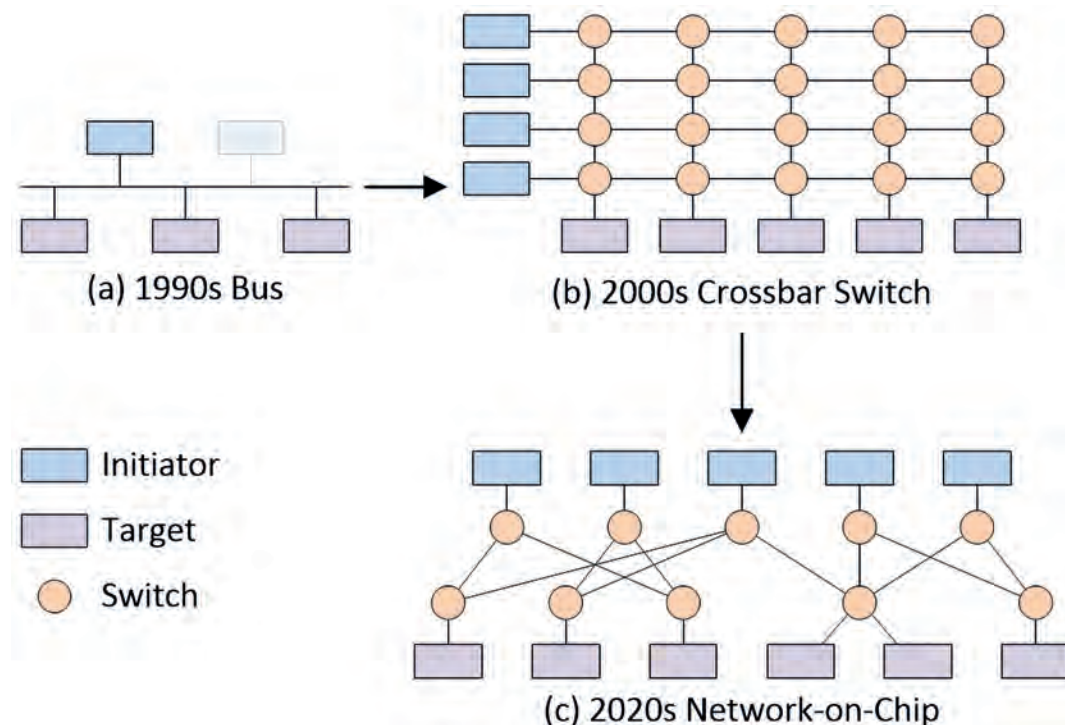 (a) 1990s Bus
(b) 2000s Crossbar Switch
Initiator
Target
Switch
(c) 2020s Network-on-Chip